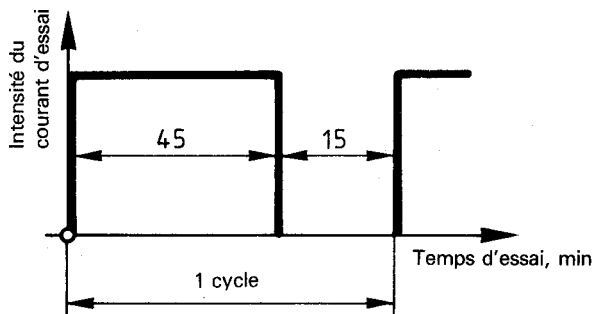 Intensité du
courant d'essai
45
15
Temps d'essai, min
1 cycle